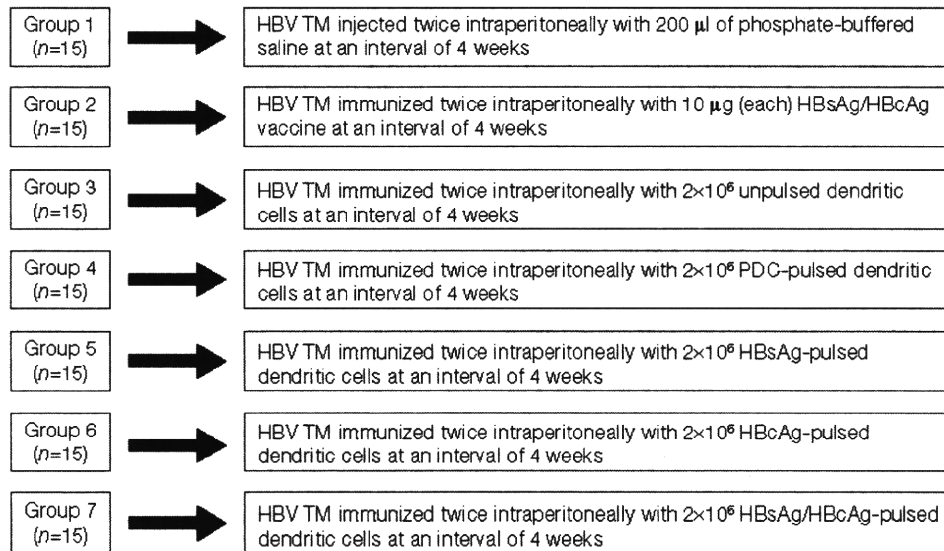 Group 1
(n=15)
HBV TM injected twice intraperitoneally with 200 μl of phosphate-buffered
saline at an interval of 4 weeks
Group 2
(n=15)
HBV TM immunized twice intraperitoneally with 10 μg (each) HBsAg/HBcAg
vaccine at an interval of 4 weeks
Group 3
(n=15)
HBV TM immunized twice intraperitoneally with 2×10⁶ unpulsed dendritic
cells at an interval of 4 weeks
Group 4
(n=15)
HBV TM immunized twice intraperitoneally with 2×10⁶ PDC-pulsed dendritic
cells at an interval of 4 weeks
Group 5
(n=15)
HBV TM immunized twice intraperitoneally with 2×10⁶ HBsAg-pulsed
dendritic cells at an interval of 4 weeks
Group 6
(n=15)
HBV TM immunized twice intraperitoneally with 2×10⁶ HBcAg-pulsed
dendritic cells at an interval of 4 weeks
Group 7
(n=15)
HBV TM immunized twice intraperitoneally with 2×10⁶ HBsAg/HBcAg-pulsed
dendritic cells at an interval of 4 weeks